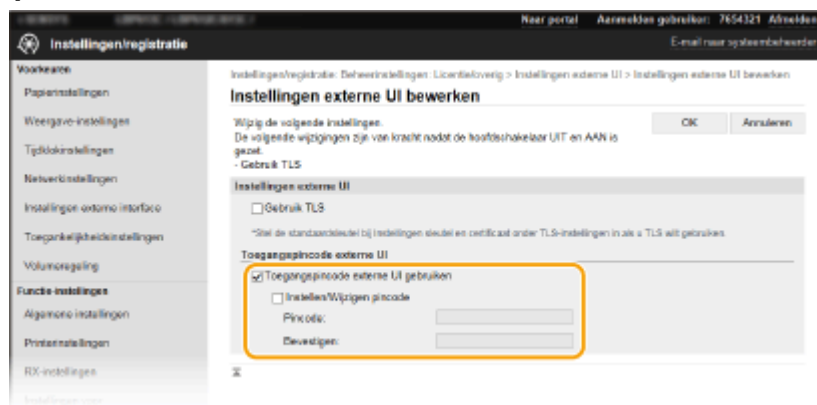 Naar portal Aanmelden gebruiker: 7654321 Afmelden
Instellingen/registratie
E-mail naar systeembeheerder
Voorkeuren
Papierinstellingen
Weergave-instellingen
Tijdklokinstellingen
Netwerkinstellingen
Instellingen externe interface
Toegankelijkheidsinstellingen
Volumeregeling
Functie-instellingen
Algemene instellingen
Printerinstellingen
RX-instellingen
Instellingen/registratie: Beheerinstellingen: Licentie/overig > Instellingen externe UI > Instellingen externe UI bewerken
Instellingen externe UI bewerken
Wijzig de volgende instellingen.
De volgende wijzigingen zijn van kracht nadat de hoofdschakelaar UIT en AAN is
gezet.
- Gebruik TLS
OK Annuleren
Instellingen externe UI
Gebruik TLS
*Stel de standaardsleutel bij Instellingen sleutel en certificaat onder TLS-instellingen in als u TLS wilt gebruiken.
Toegangspincode externe UI
Toegangspincode externe UI gebruiken
Instellen/Wijzigen pincode
Pincode:
Bevestigen: